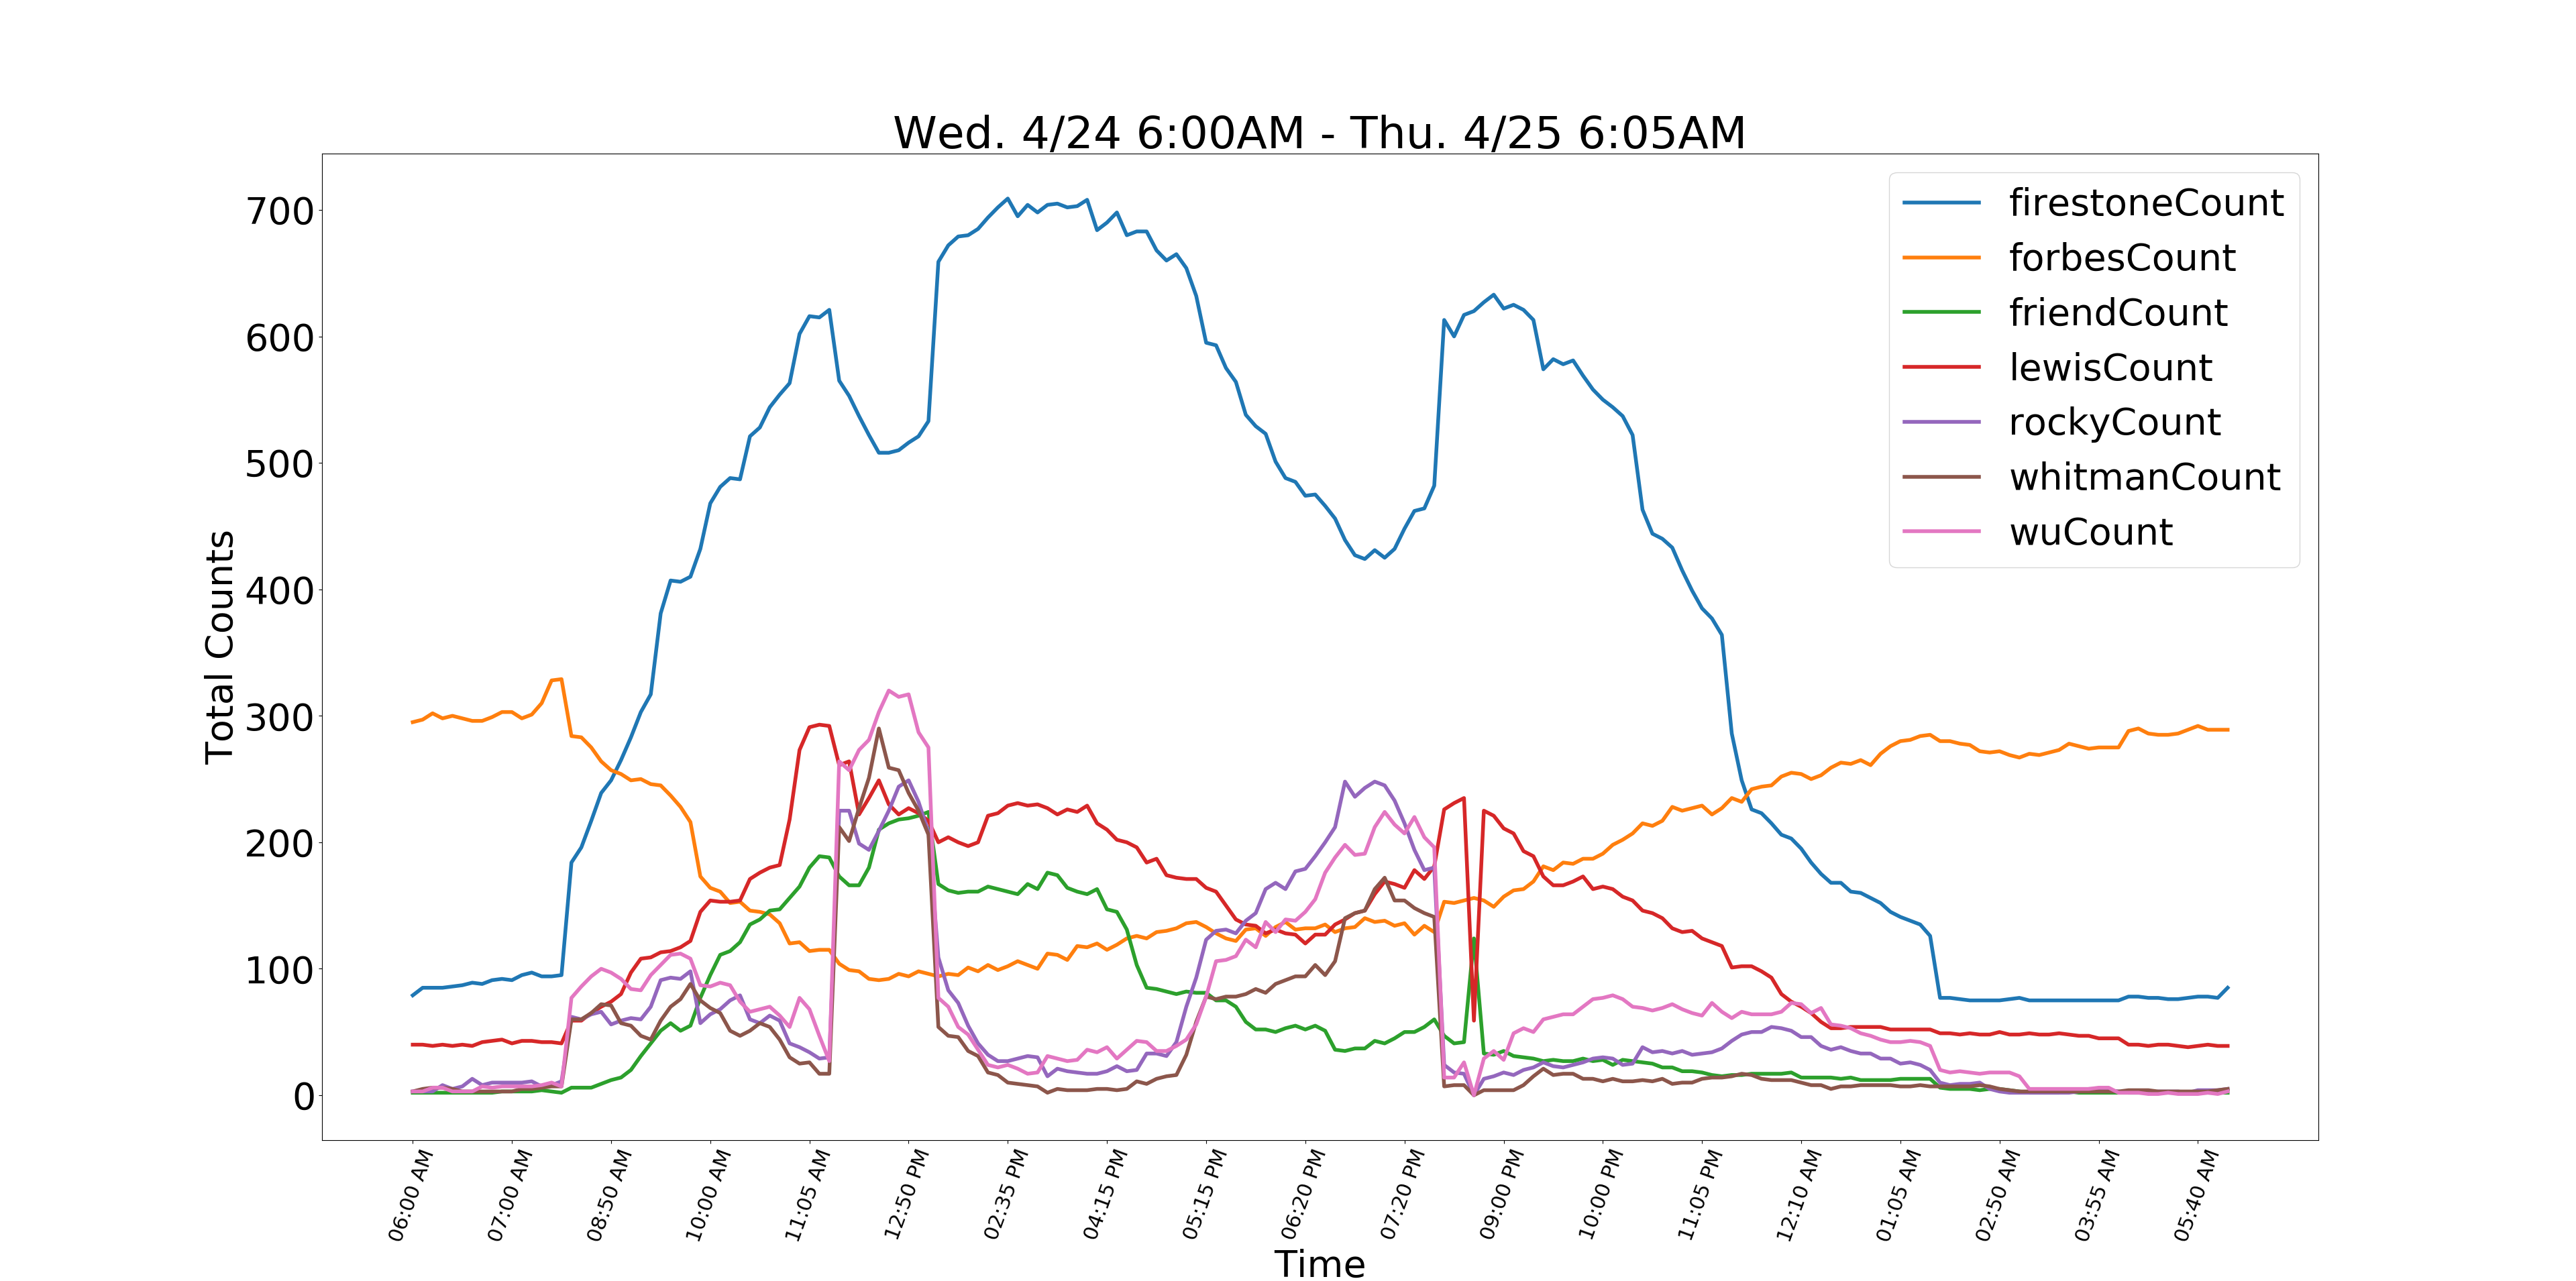 Wed. 4/24 6:00AM - Thu. 4/25 6:05AM
firestoneCount
forbesCount
friendCount
lewisCount
rockyCount
whitmanCount
wuCount
Total Counts
700
600
500
400
300
200
100
0
06:00 AM
07:00 AM
08:50 AM
10:00 AM
11:05 AM
12:50 PM
02:35 PM
04:15 PM
05:15 PM
06:20 PM
07:20 PM
09:00 PM
10:00 PM
11:05 PM
12:10 AM
01:05 AM
02:50 AM
03:55 AM
05:40 AM
Time